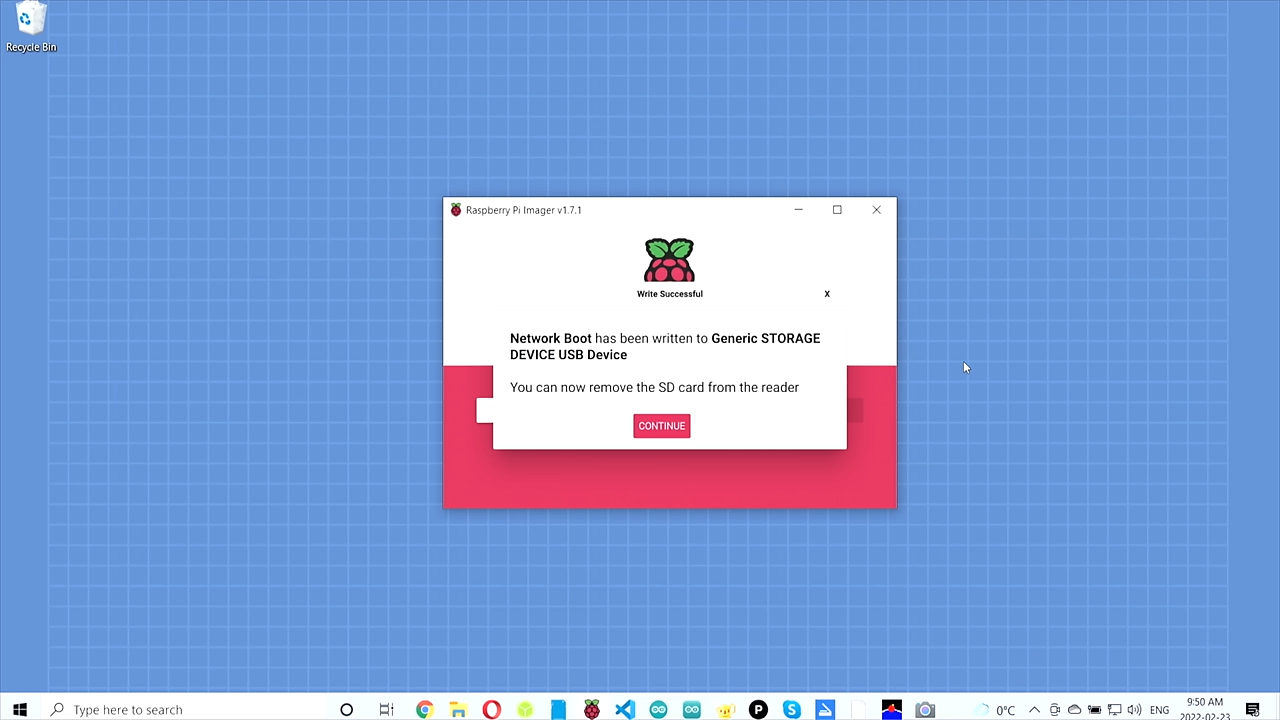 Recycle Bin
Raspberry Pi Imager v1.7.1
Write Successful
X
Network Boot has been written to Generic STORAGE
DEVICE USB Device
You can now remove the SD card from the reader
CONTINUE
Type here to search
P
S
0°C
ENG
9:50 AM
2022-02-23